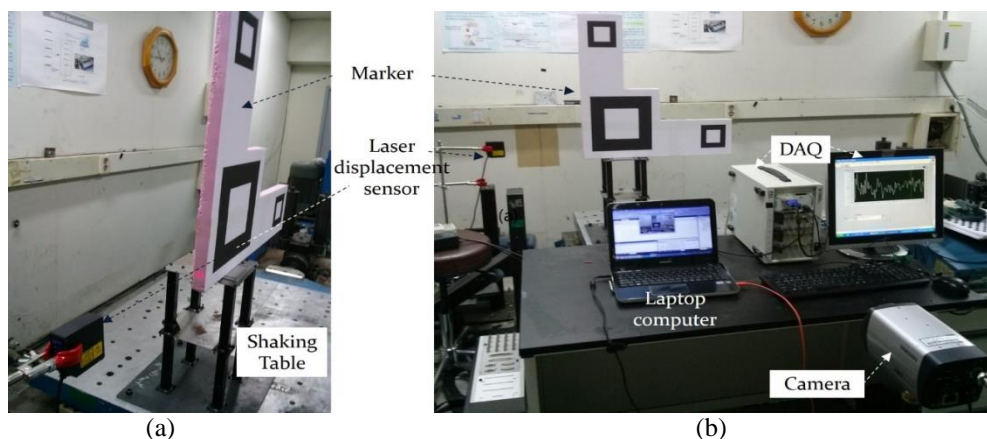 Marker
Laser
displacement
sensor
Shaking
Table
(a)
DAQ
Laptop
computer
Camera
(a)
(b)